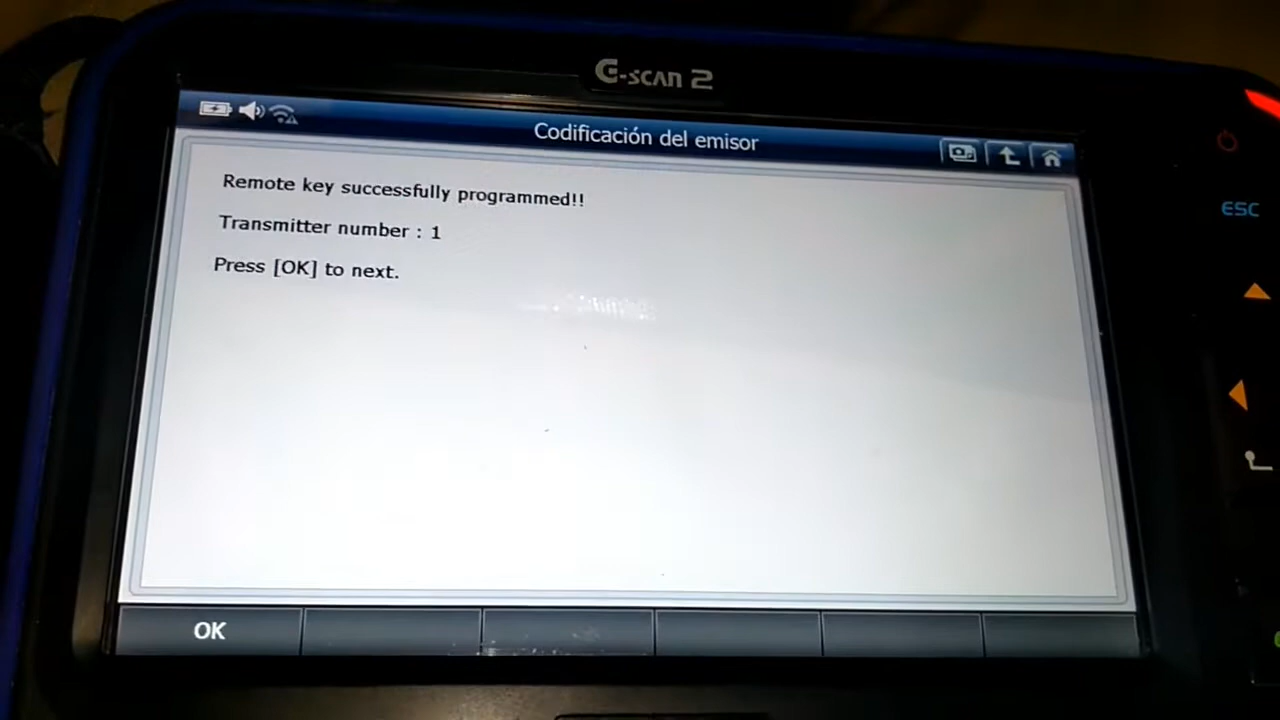 G-SCAN 2
Codificación del emisor
Remote key successfully programmed!!
Transmitter number : 1
Press [OK] to next.
ESC
OK